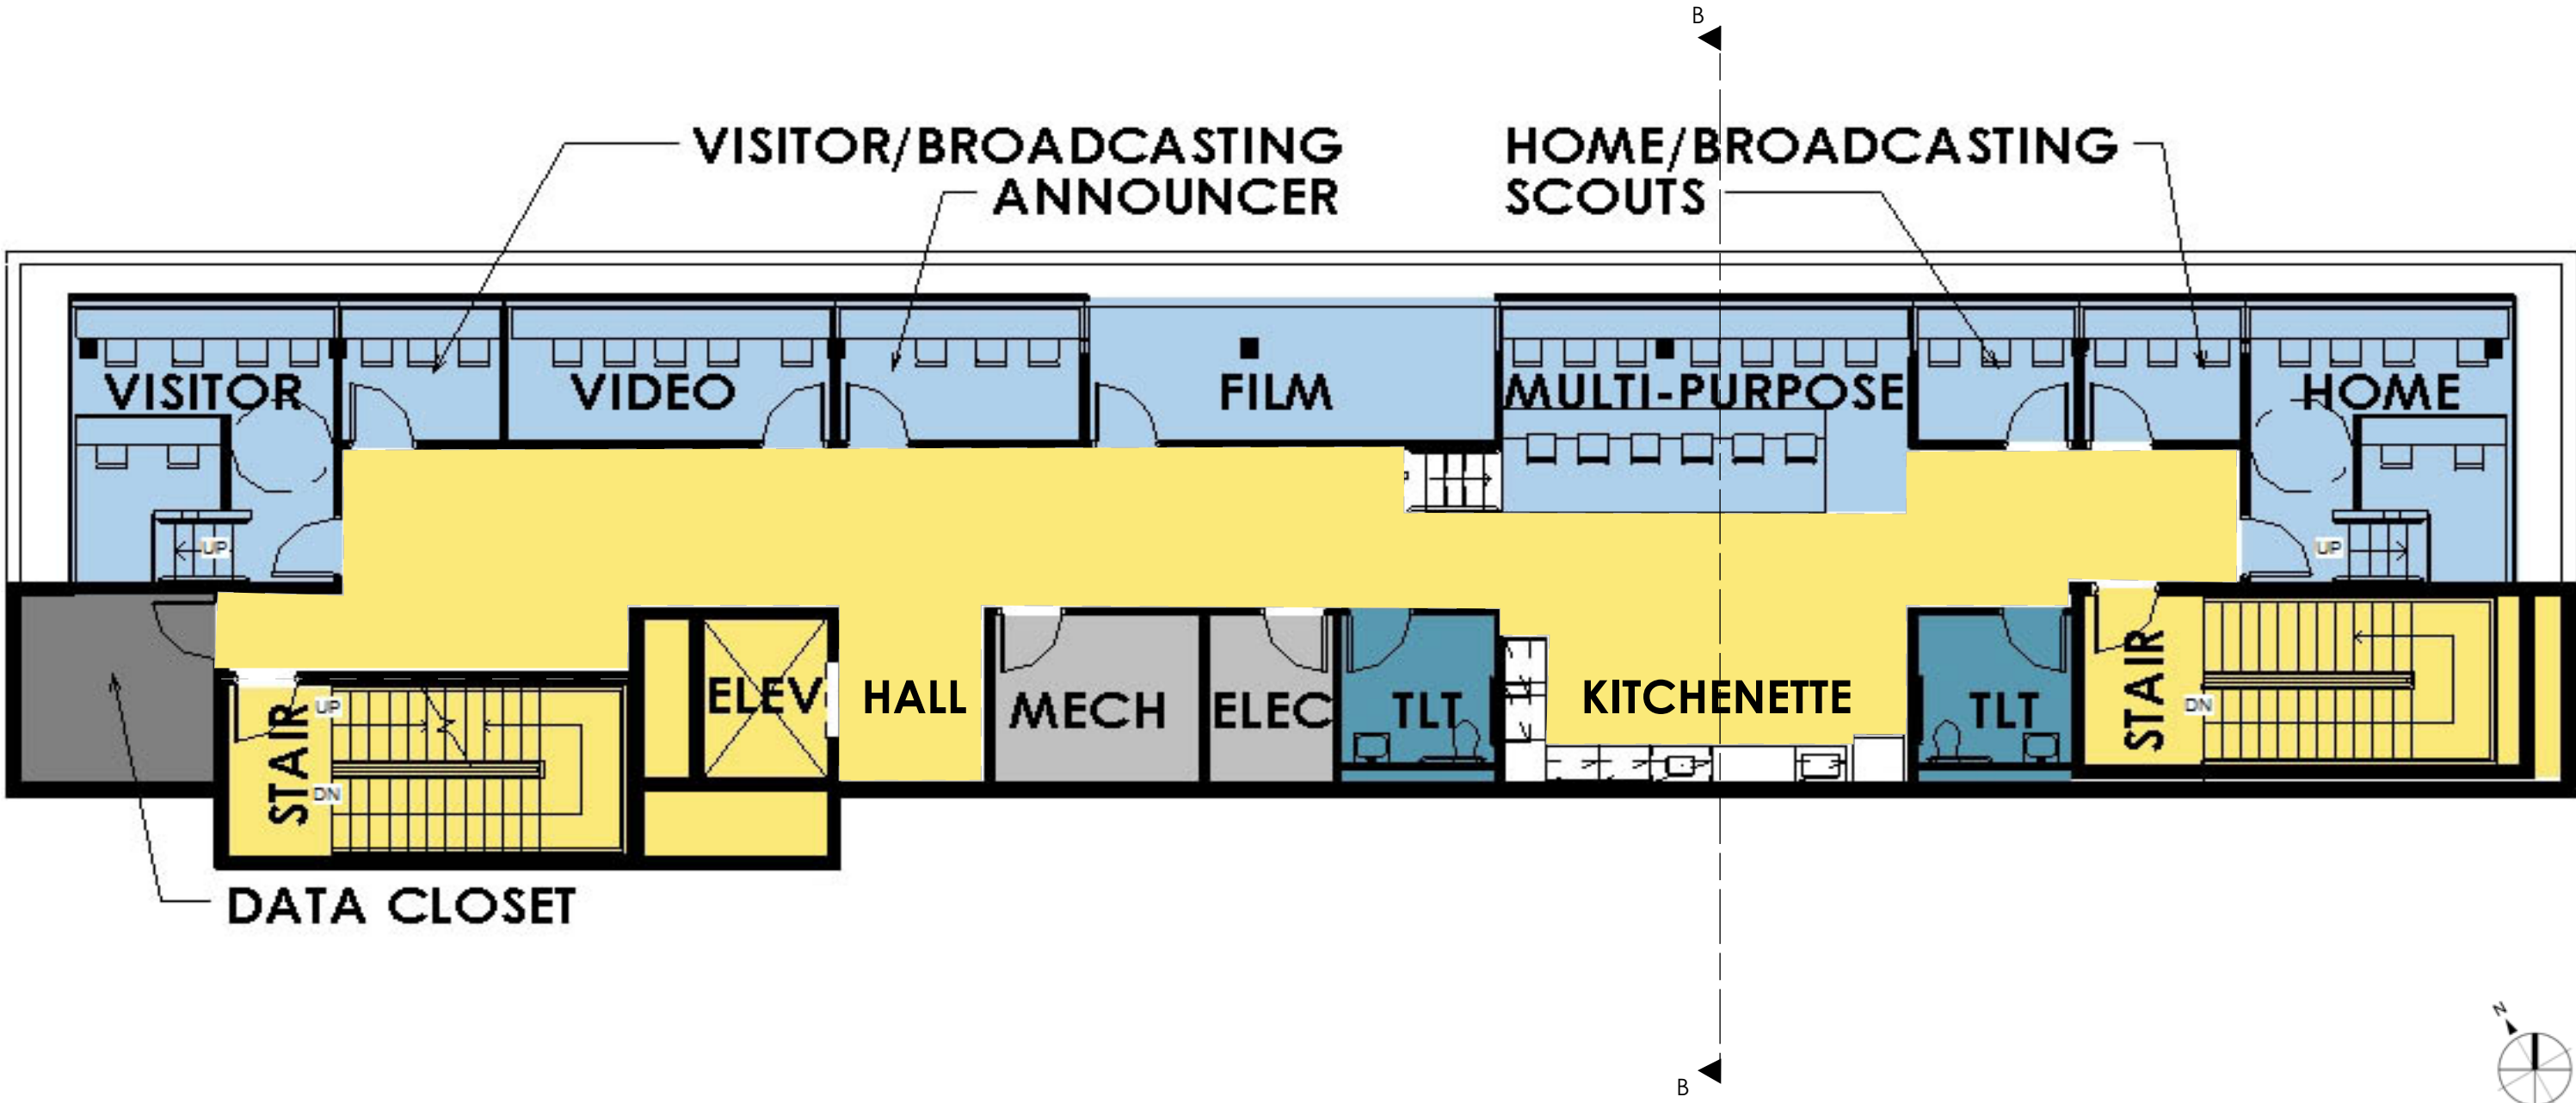 B
VISITOR/BROADCASTING
ANNOUNCER
HOME/BROADCASTING
SCOUTS
VISITOR
VIDEO
FILM
MULTI-PURPOSE
HOME
UP
UP
ELEV
HALL
MECH
ELEC
TLT
KITCHENETTE
TLT
STAIR
DN
STAIR
UP
DN
DATA CLOSET
N
B